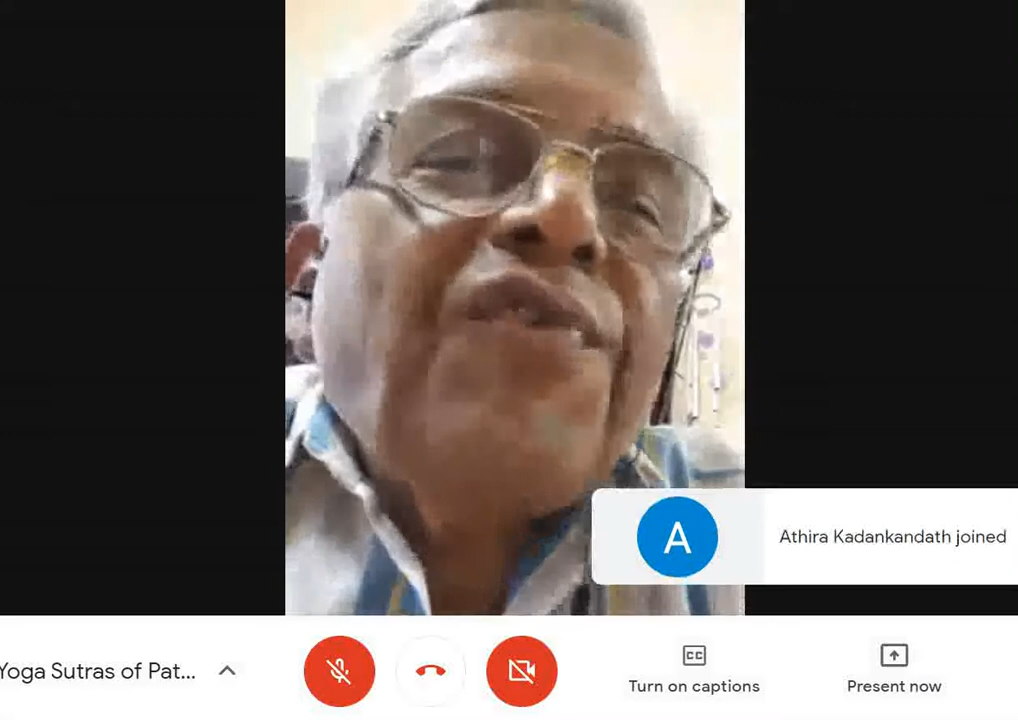 A
Athira Kadankandath joined
Yoga Sutras of Pat...
CC
Turn on captions
Present now